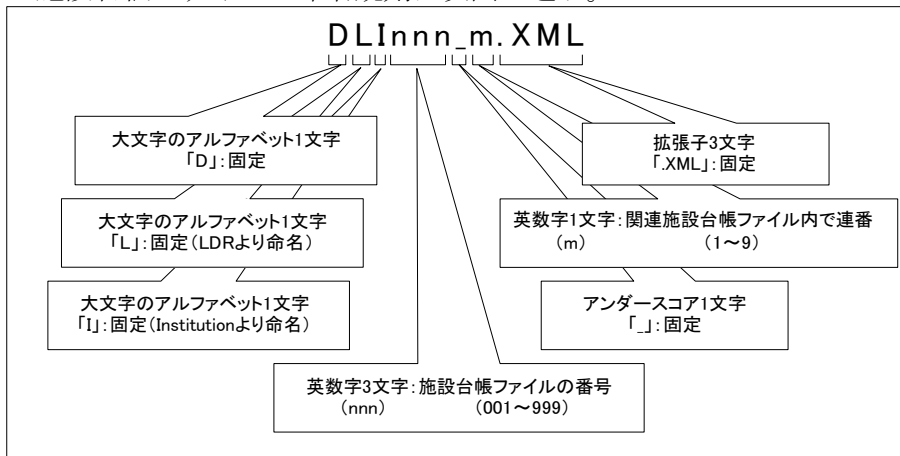 DLInnn_m.XML
大文字のアルファベット1文字
「D」:固定
拡張子3文字
「.XML」:固定
大文字のアルファベット1文字
「L」:固定(LDRより命名)
英数字1文字:関連施設台帳ファイル内で連番
(m) (1～9)
大文字のアルファベット1文字
「I」:固定(Institutionより命名)
アンダースコア1文字
「_」:固定
英数字3文字:施設台帳ファイルの番号
(nnn) (001～999)